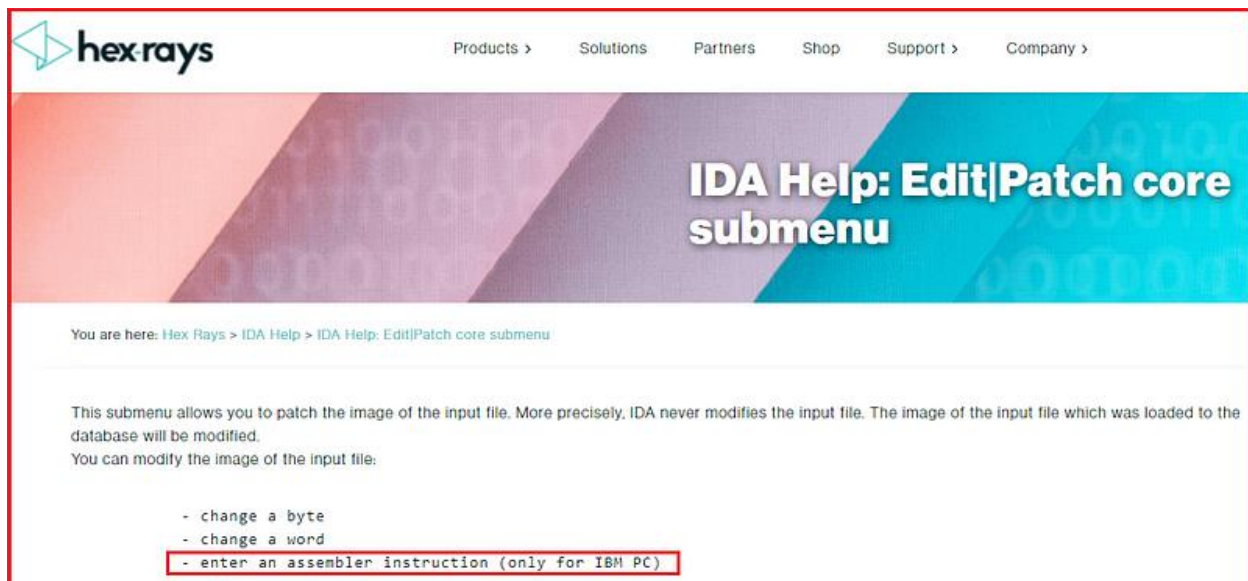 hex-rays
Products >
Solutions
Partners
Shop
Support >
Company >
IDA Help: Edit|Patch core
submenu
You are here: Hex Rays > IDA Help > IDA Help: Edit|Patch core submenu
This submenu allows you to patch the image of the input file. More precisely, IDA never modifies the input file. The image of the input file which was loaded to the
database will be modified.
You can modify the image of the input file:
- change a byte
- change a word
- enter an assembler instruction (only for IBM PC)